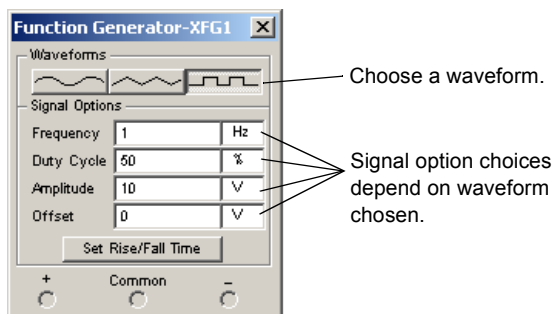 Function Generator-XFG1
Waveforms
Choose a waveform.
Signal Options
Frequency 1 Hz
Duty Cycle 50 %
Amplitude 10 V
Offset 0 V
Signal option choices
depend on waveform
chosen.
Set Rise/Fall Time
+ Common –